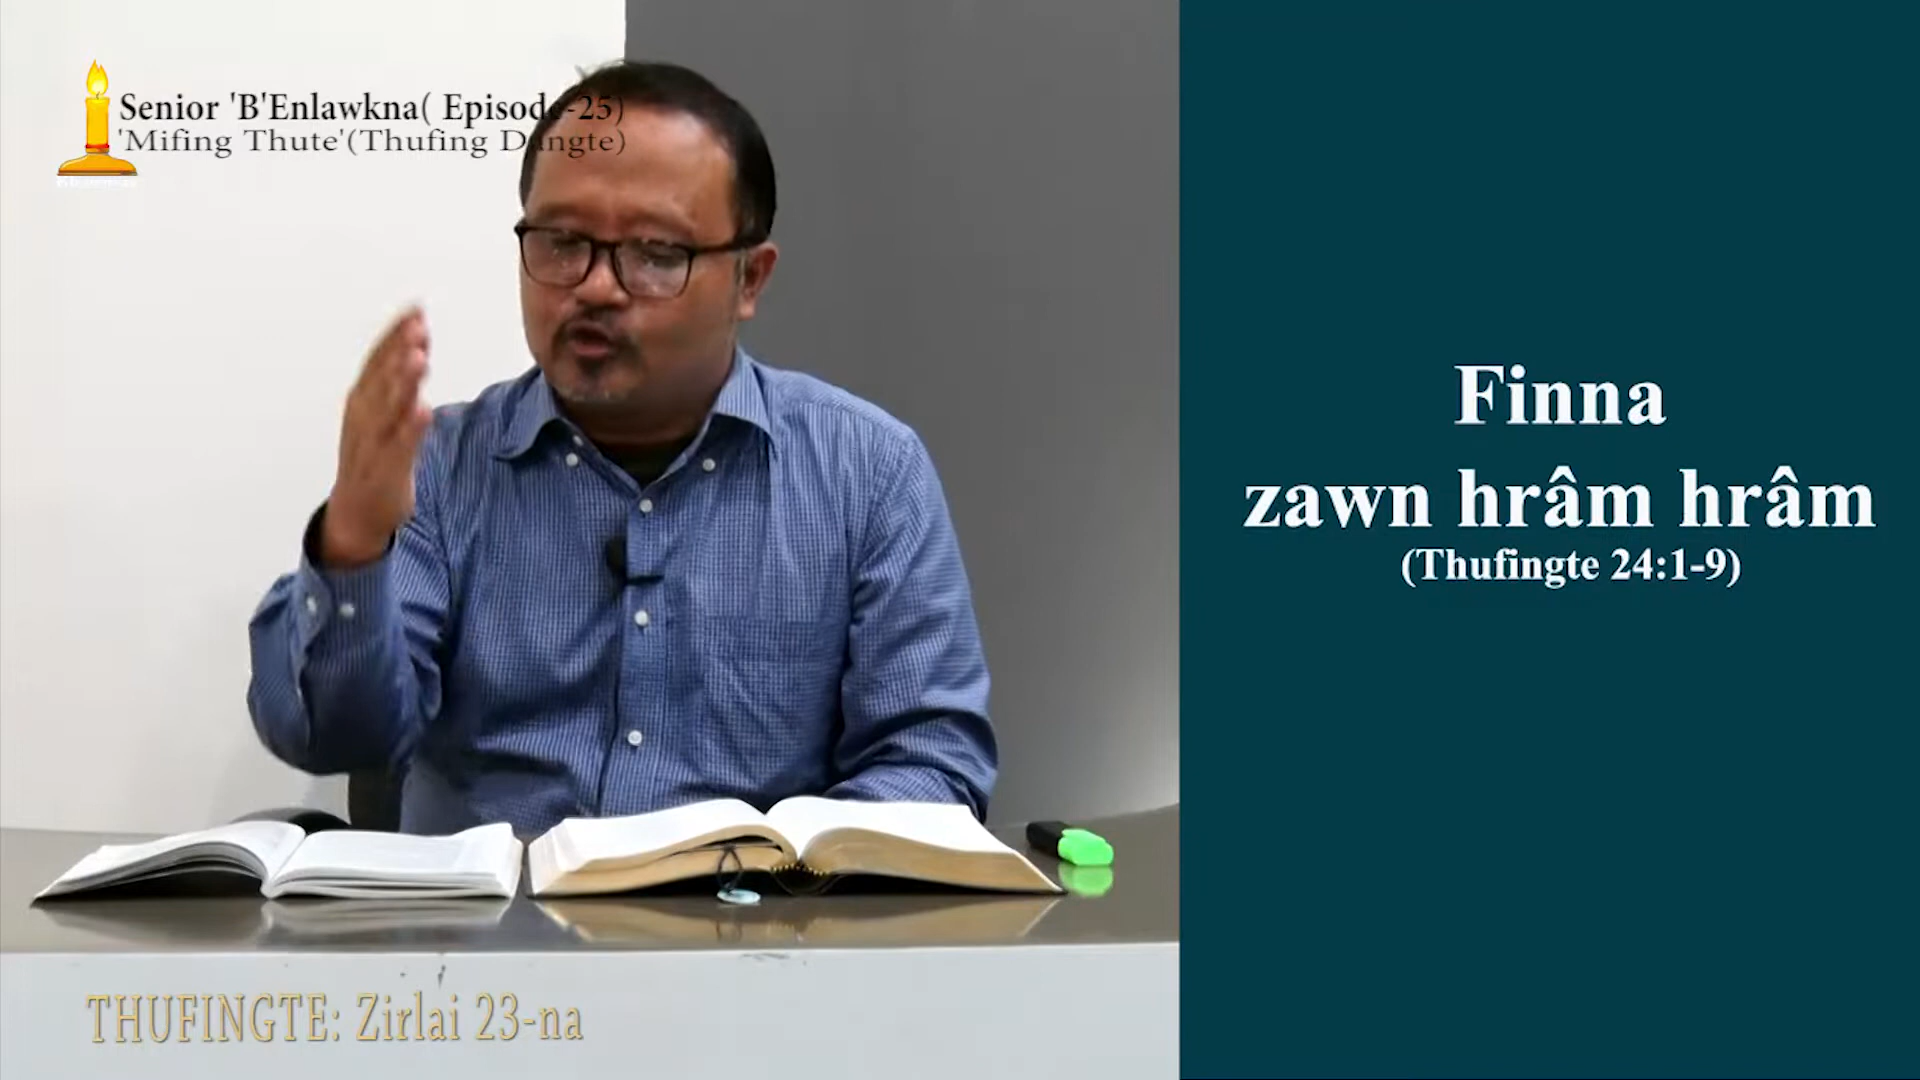 Senior 'B'Enlawkna( Episode-25)
'Mifing Thute'(Thufing Dangte)
Finna
zawn hrâm hrâm
(Thufingte 24:1-9)
THUFINGTE: Zirlai 23-na